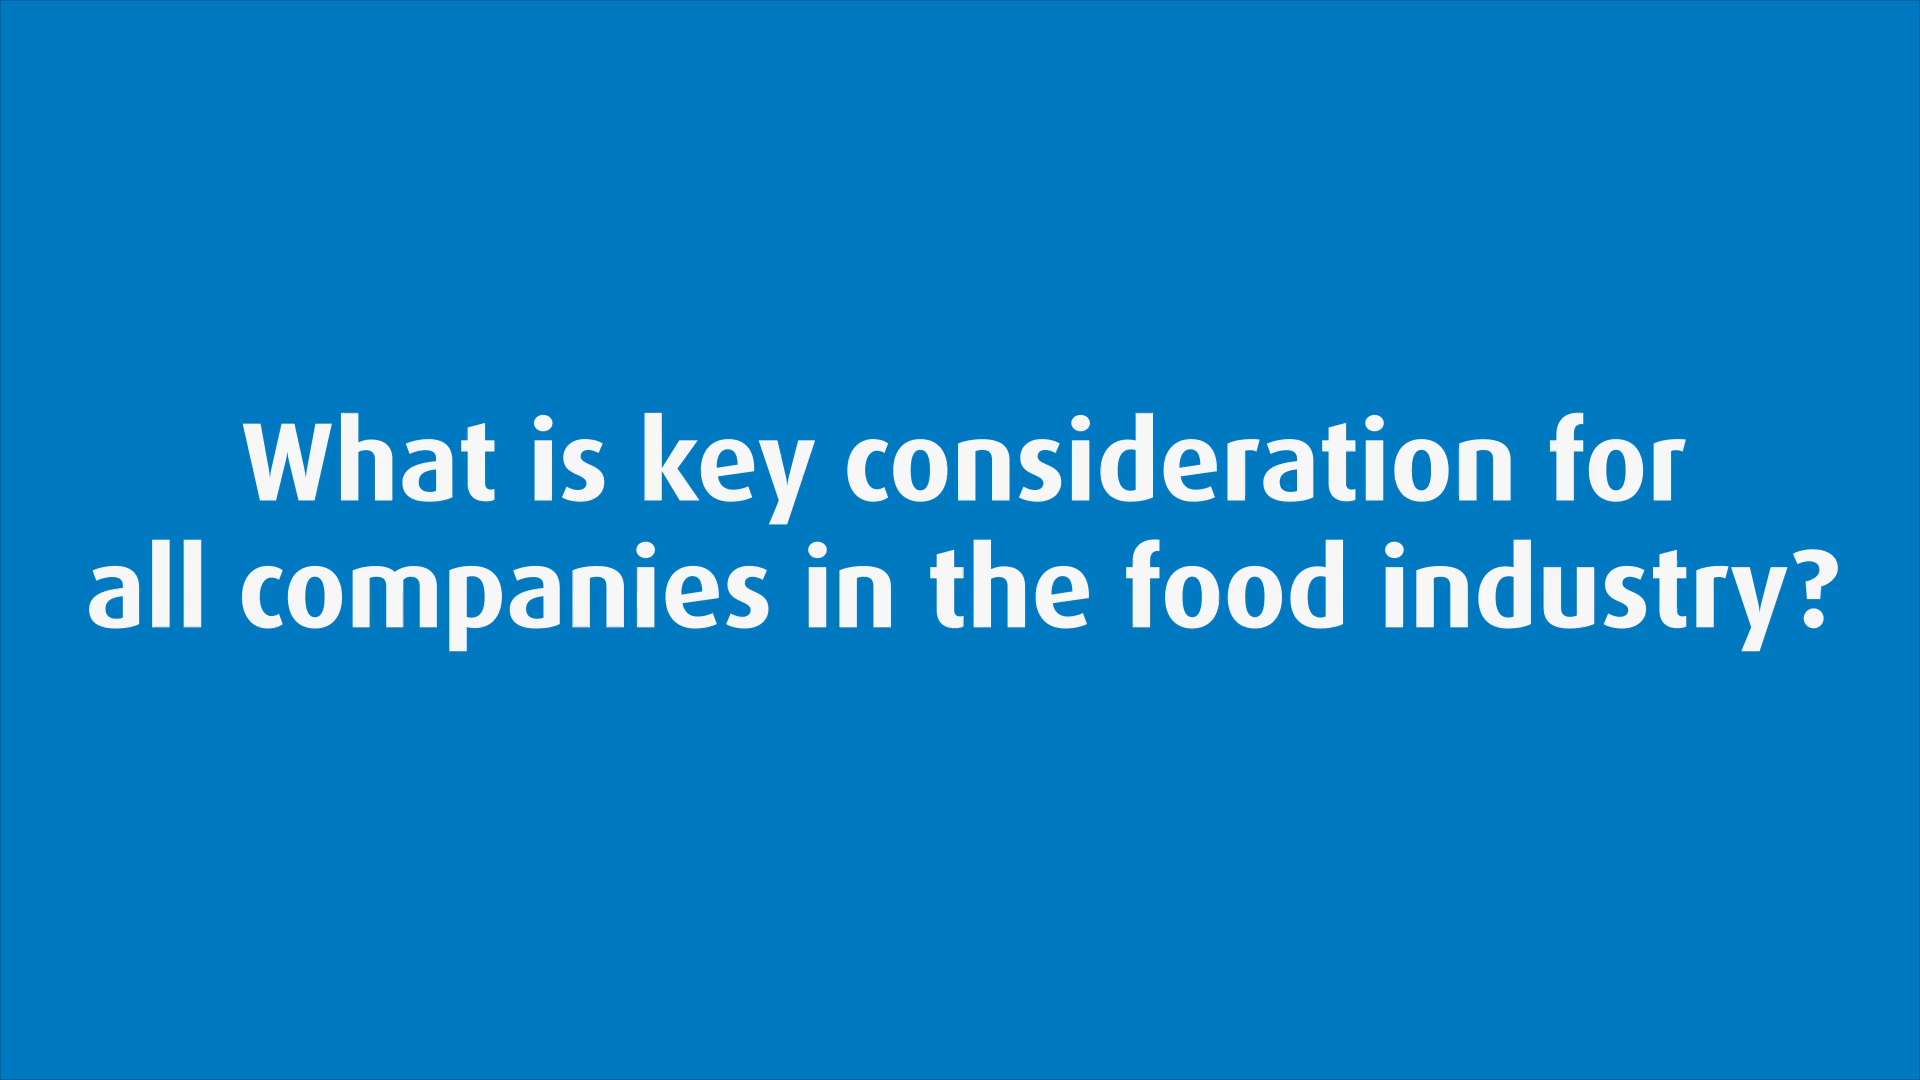 What is key consideration for
all companies in the food industry?